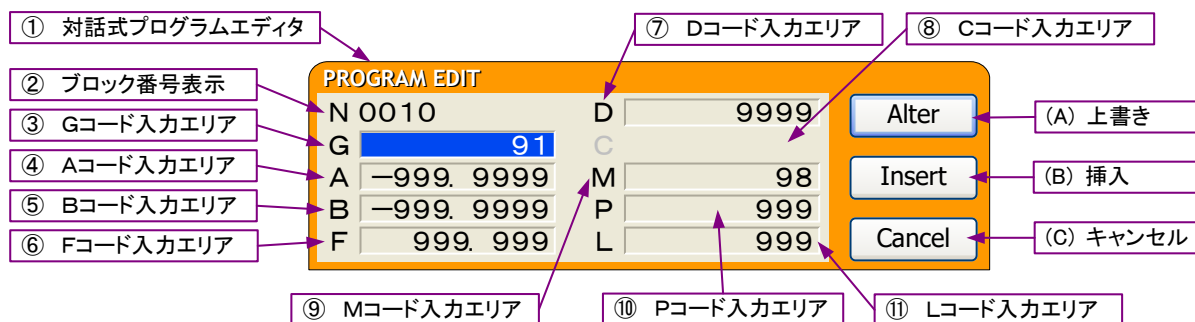 ① 対話式プログラムエディタ
⑦ Dコード入力エリア
⑧ Cコード入力エリア
② ブロック番号表示
③ Gコード入力エリア
④ Aコード入力エリア
⑤ Bコード入力エリア
⑥ Fコード入力エリア
PROGRAM EDIT
N 0010
D 9999
G 91
C
A -999. 9999
M 98
B -999. 9999
P 999
F 999. 999
L 999
Alter
Insert
Cancel
(A) 上書き
(B) 挿入
(C) キャンセル
⑨ Mコード入力エリア
⑩ Pコード入力エリア
⑪ Lコード入力エリア